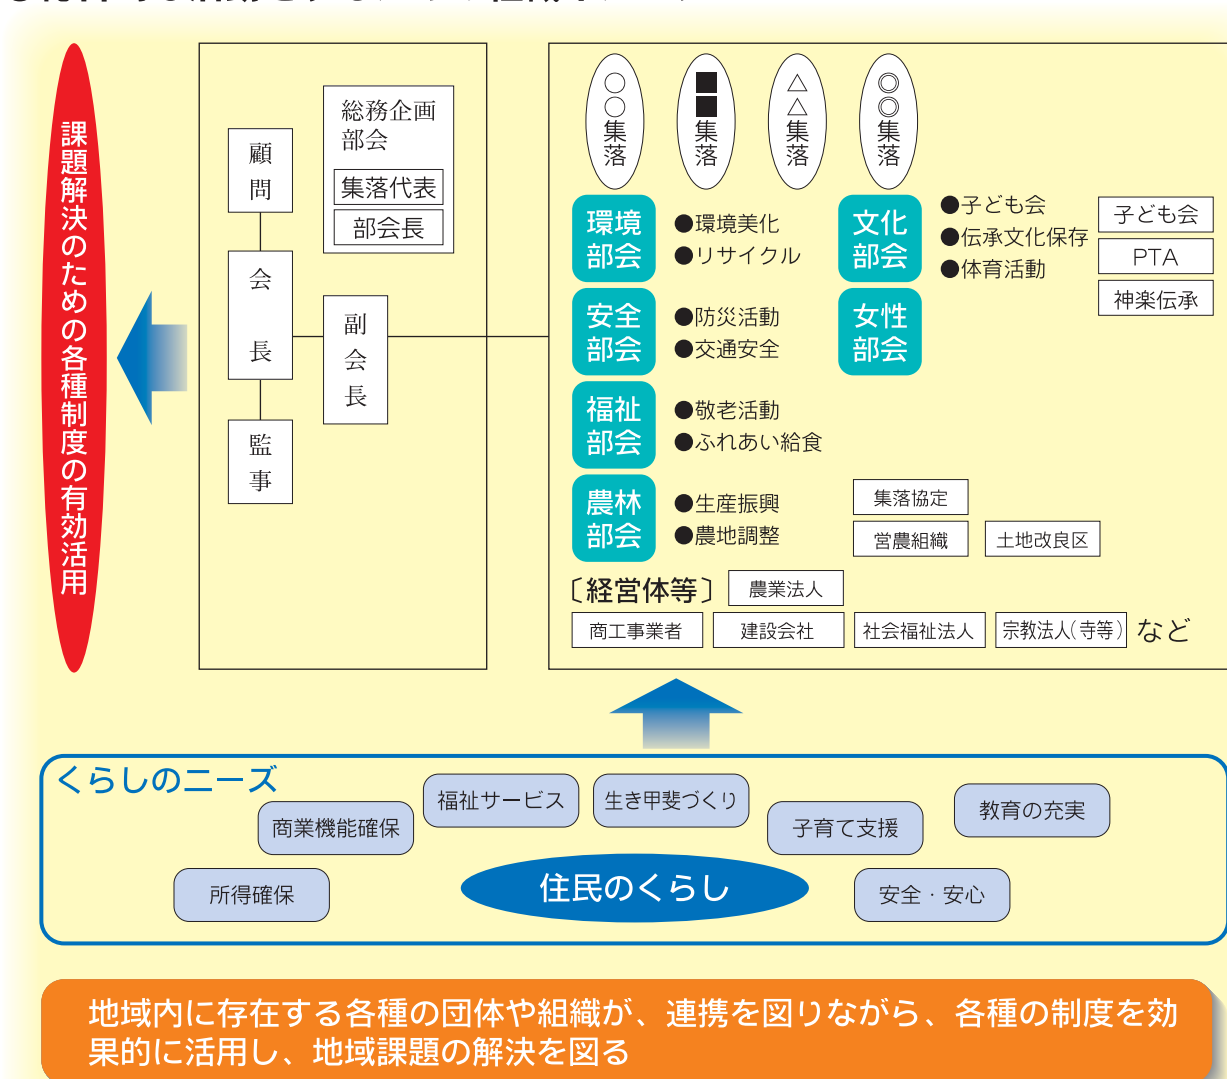 課題解決のための各種制度の有効活用
顧問
会長
監事
総務企画
部会
集落代表
部会長
副会長
○○集落
■■集落
△△集落
◎◎集落
環境
部会
●環境美化
●リサイクル
文化
部会
●子ども会
●伝承文化保存
●体育活動
子ども会
PTA
神楽伝承
安全
部会
●防災活動
●交通安全
女性
部会
福祉
部会
●敬老活動
●ふれあい給食
農林
部会
●生産振興
●農地調整
集落協定
営農組織
土地改良区
〔経営体等〕
農業法人
商工事業者
建設会社
社会福祉法人
宗教法人(寺等)
など
くらしのニーズ
福祉サービス
生き甲斐づくり
教育の充実
商業機能確保
子育て支援
所得確保
住民のくらし
安全・安心
地域内に存在する各種の団体や組織が、連携を図りながら、各種の制度を効
果的に活用し、地域課題の解決を図る